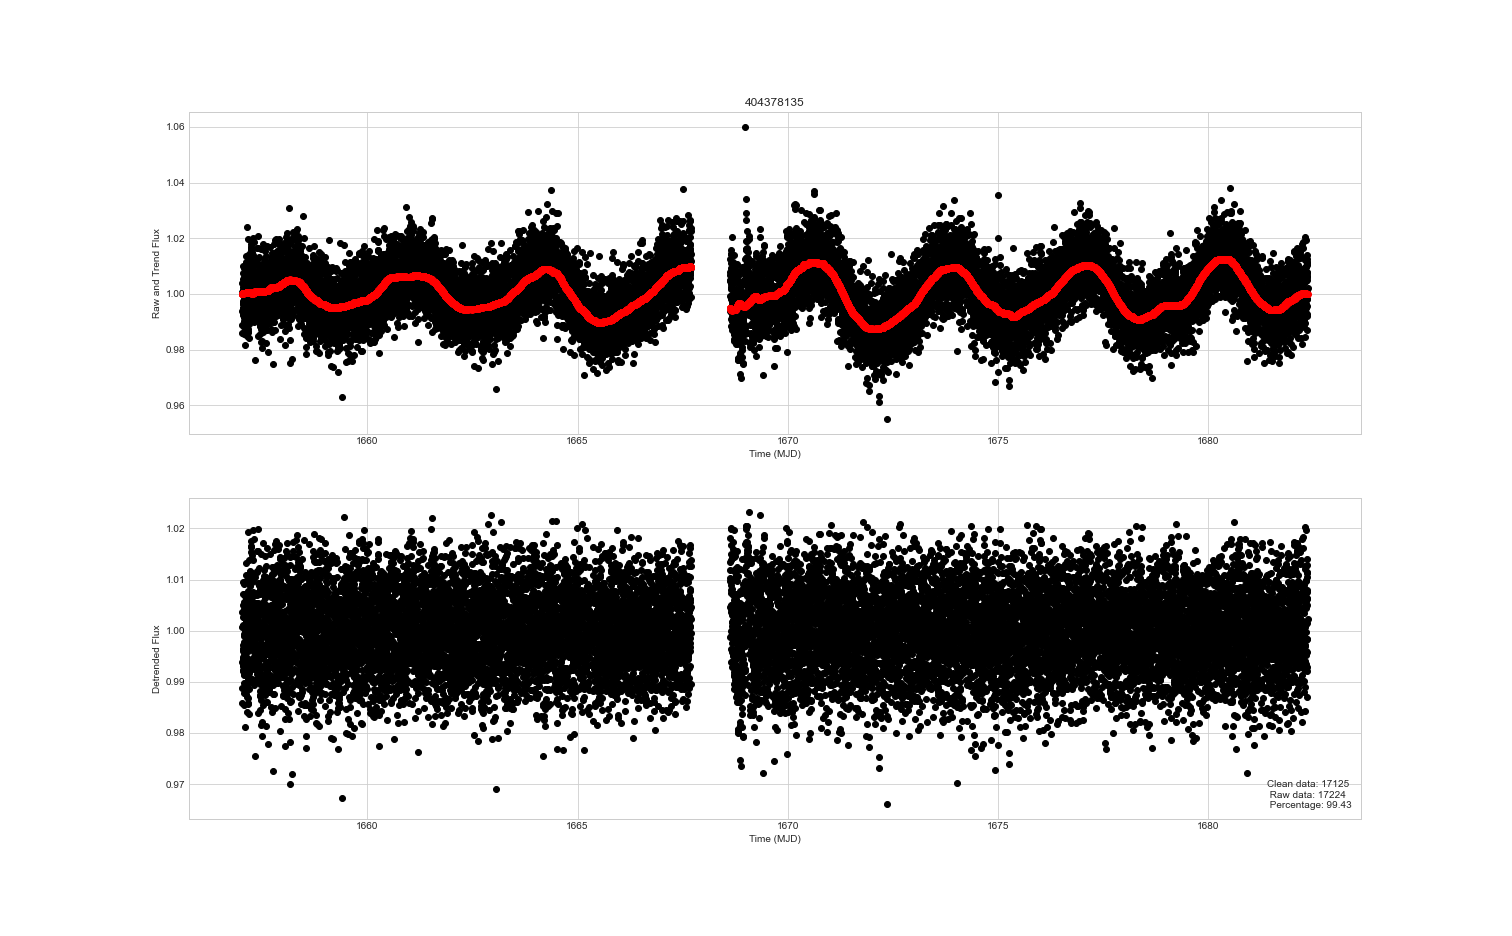 404378135
1.06
1.04
1.02
1.00
0.98
0.96
Raw and Trend Flux
1660 1665 1670 1675 1680
Time (MJD)
1.02
1.01
1.00
0.99
0.98
0.97
Detrended Flux
Clean data: 17125
Raw data: 17224
Percentage: 99.43
1660 1665 1670 1675 1680
Time (MJD)